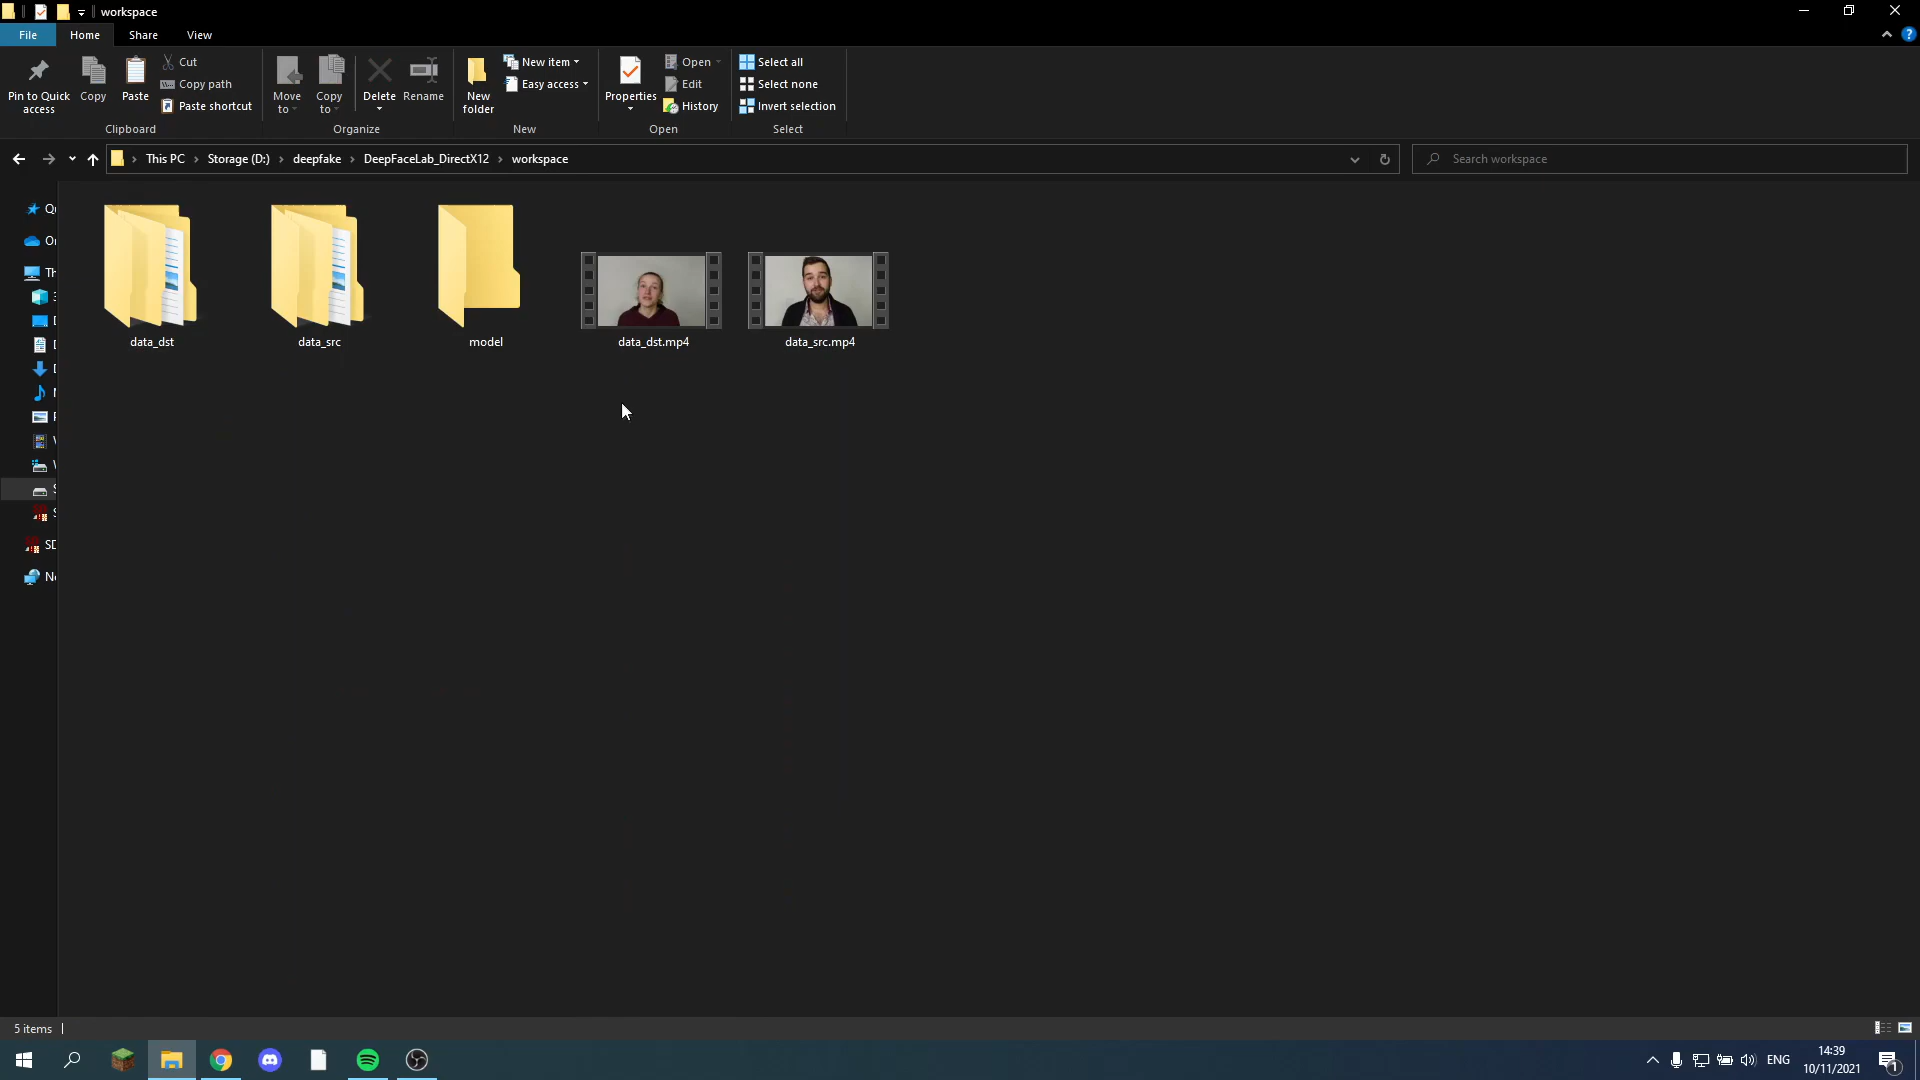 workspace
File Home Share View
Pin to Quick access
Copy
Paste
Cut
Copy path
Paste shortcut
Clipboard
Move to
Copy to
Delete
Rename
Organize
New folder
New item
Easy access
New
Properties
Open
Edit
History
Open
Select all
Select none
Invert selection
Select
This PC › Storage (D:) › deepfake › DeepFaceLab_DirectX12 › workspace
Search workspace
data_dst
data_src
model
data_dst.mp4
data_src.mp4
5 items
ENG
14:39
10/11/2021
1